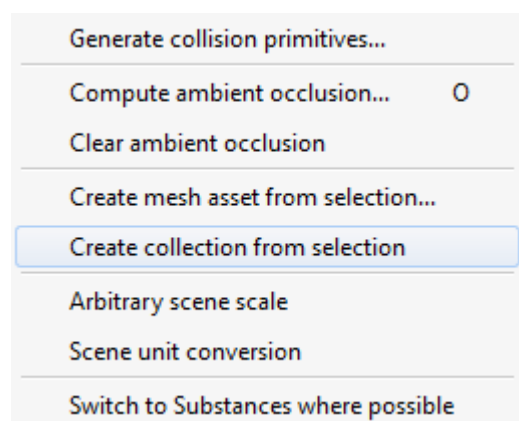 Generate collision primitives...
Compute ambient occlusion... O
Clear ambient occlusion
Create mesh asset from selection...
Create collection from selection
Arbitrary scene scale
Scene unit conversion
Switch to Substances where possible